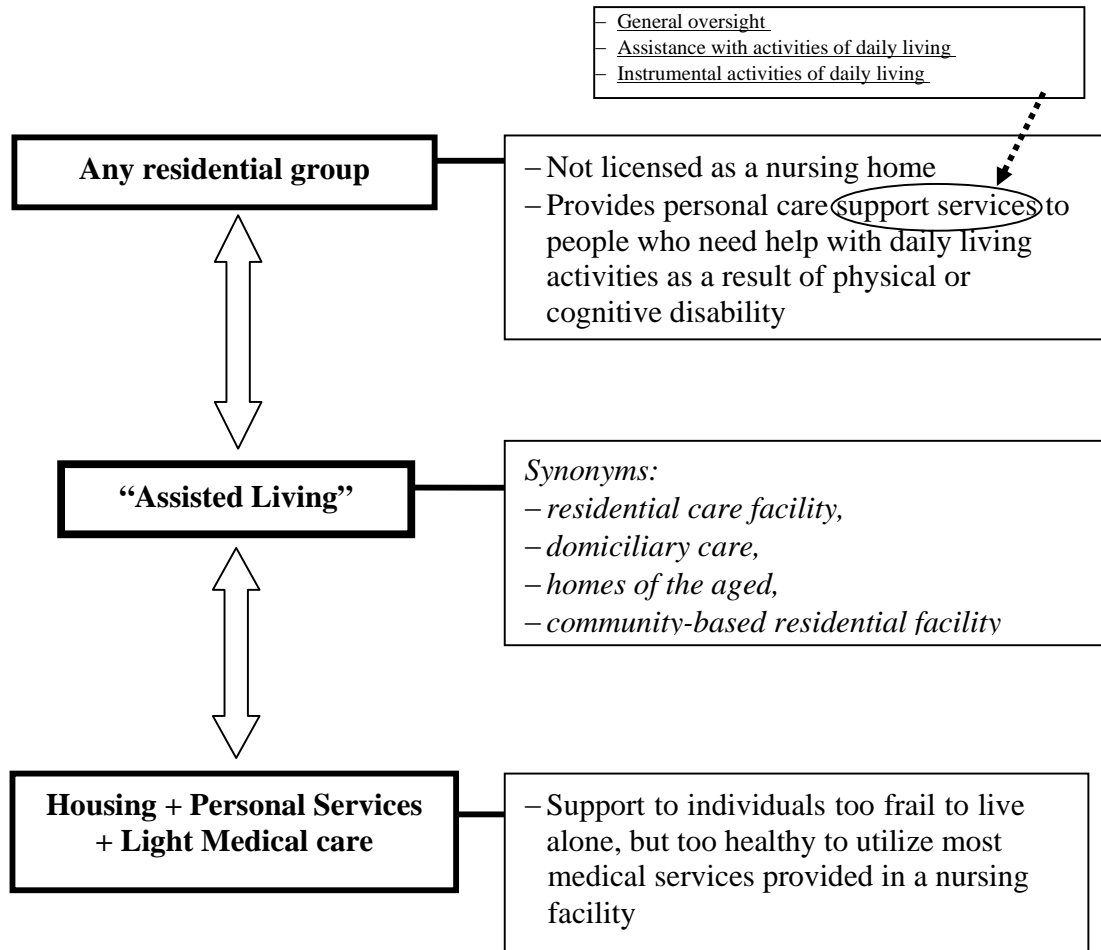 – General oversight
– Assistance with activities of daily living
– Instrumental activities of daily living
Any residential group
– Not licensed as a nursing home
– Provides personal care support services to
people who need help with daily living
activities as a result of physical or
cognitive disability
“Assisted Living”
Synonyms:
– residential care facility,
– domiciliary care,
– homes of the aged,
– community-based residential facility
Housing + Personal Services
+ Light Medical care
– Support to individuals too frail to live
alone, but too healthy to utilize most
medical services provided in a nursing
facility